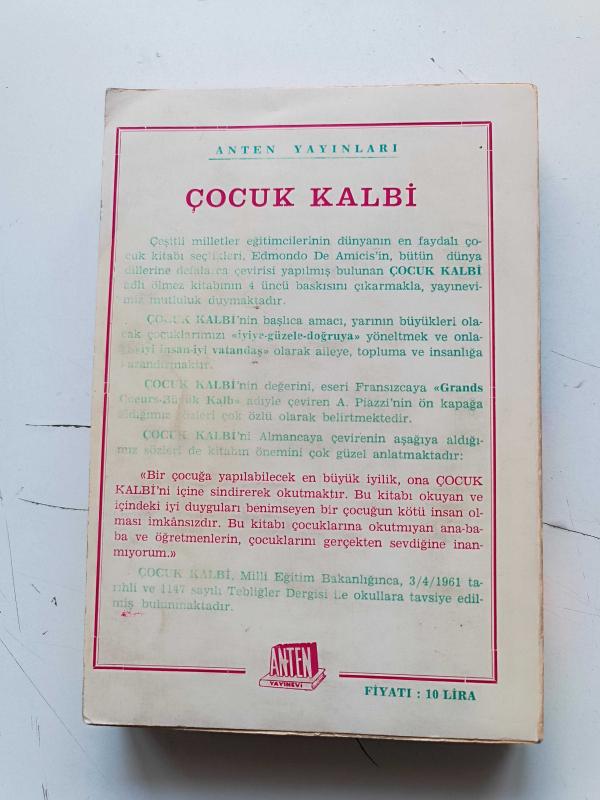 ANTEN YAYINLARI
ÇOCUK KALBİ
Çeşitli milletler eğitimcilerinin dünyanın en faydalı ço-
cuk kitabı seçtikleri, Edmondo De Amicis'in, bütün dünya
dillerine defalarca çevirisi yapılmış bulunan ÇOCUK KALBİ
adlı ölmez kitabının 4 üncü baskısını çıkarmakla, yayınevi-
miz mutluluk duymaktadır.
ÇOCUK KALBİ'nin başlıca amacı, yarının büyükleri ola-
cak çocuklarımızı «iyiye-güzele-doğruya» yöneltmek ve onla-
iyi insan-iyi vatandaş» olarak aileye, topluma ve insanlığa
kazandırmaktır.
ÇOCUK KALBİ'nin değerini, eseri Fransızcaya «Grands
Coeurs-Büyük Kalb» adiyle çeviren A. Piazzi'nin ön kapağa
aldığımız sözleri çok özlü olarak belirtmektedir.
ÇOCUK KALBİ'ni Almancaya çevirenin aşağıya aldığı-
mız sözleri de kitabın önemini çok güzel anlatmaktadır:
«Bir çocuğa yapılabilecek en büyük iyilik, ona ÇOCUK
KALBİ'ni içine sindirerek okutmaktır. Bu kitabı okuyan ve
içindeki iyi duyguları benimseyen bir çocuğun kötü insan ol-
ması imkânsızdır. Bu kitabı çocuklarına okutmıyan ana-ba-
ba ve öğretmenlerin, çocuklarını gerçekten sevdiğine inan-
mıyorum.»
ÇOCUK KALBİ, Milli Eğitim Bakanlığınca, 3/4/1961 ta-
rihli ve 1147 sayılı Tebliğler Dergisi ile okullara tavsiye edil-
miş bulunmaktadır.
ANTEN
YAYINEVİ
FİYATI : 10 LİRA